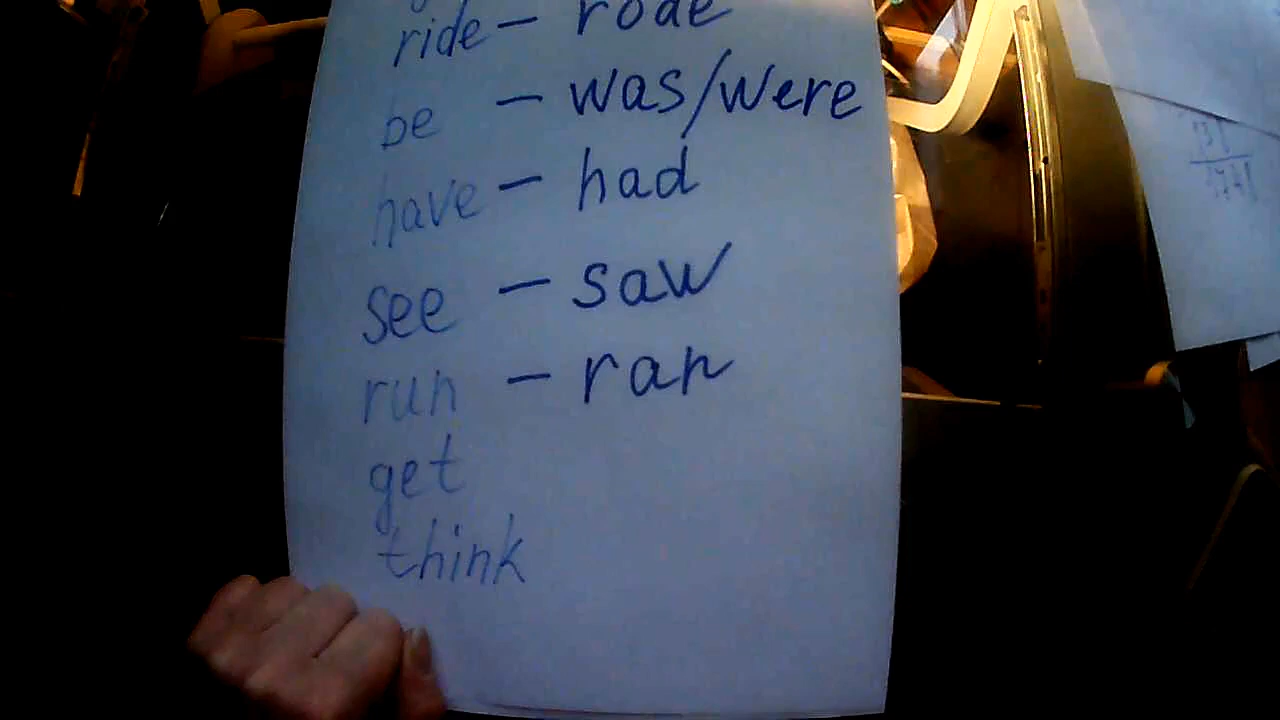 ride – rode
be – was/were
have – had
see – saw
run – ran
get
think